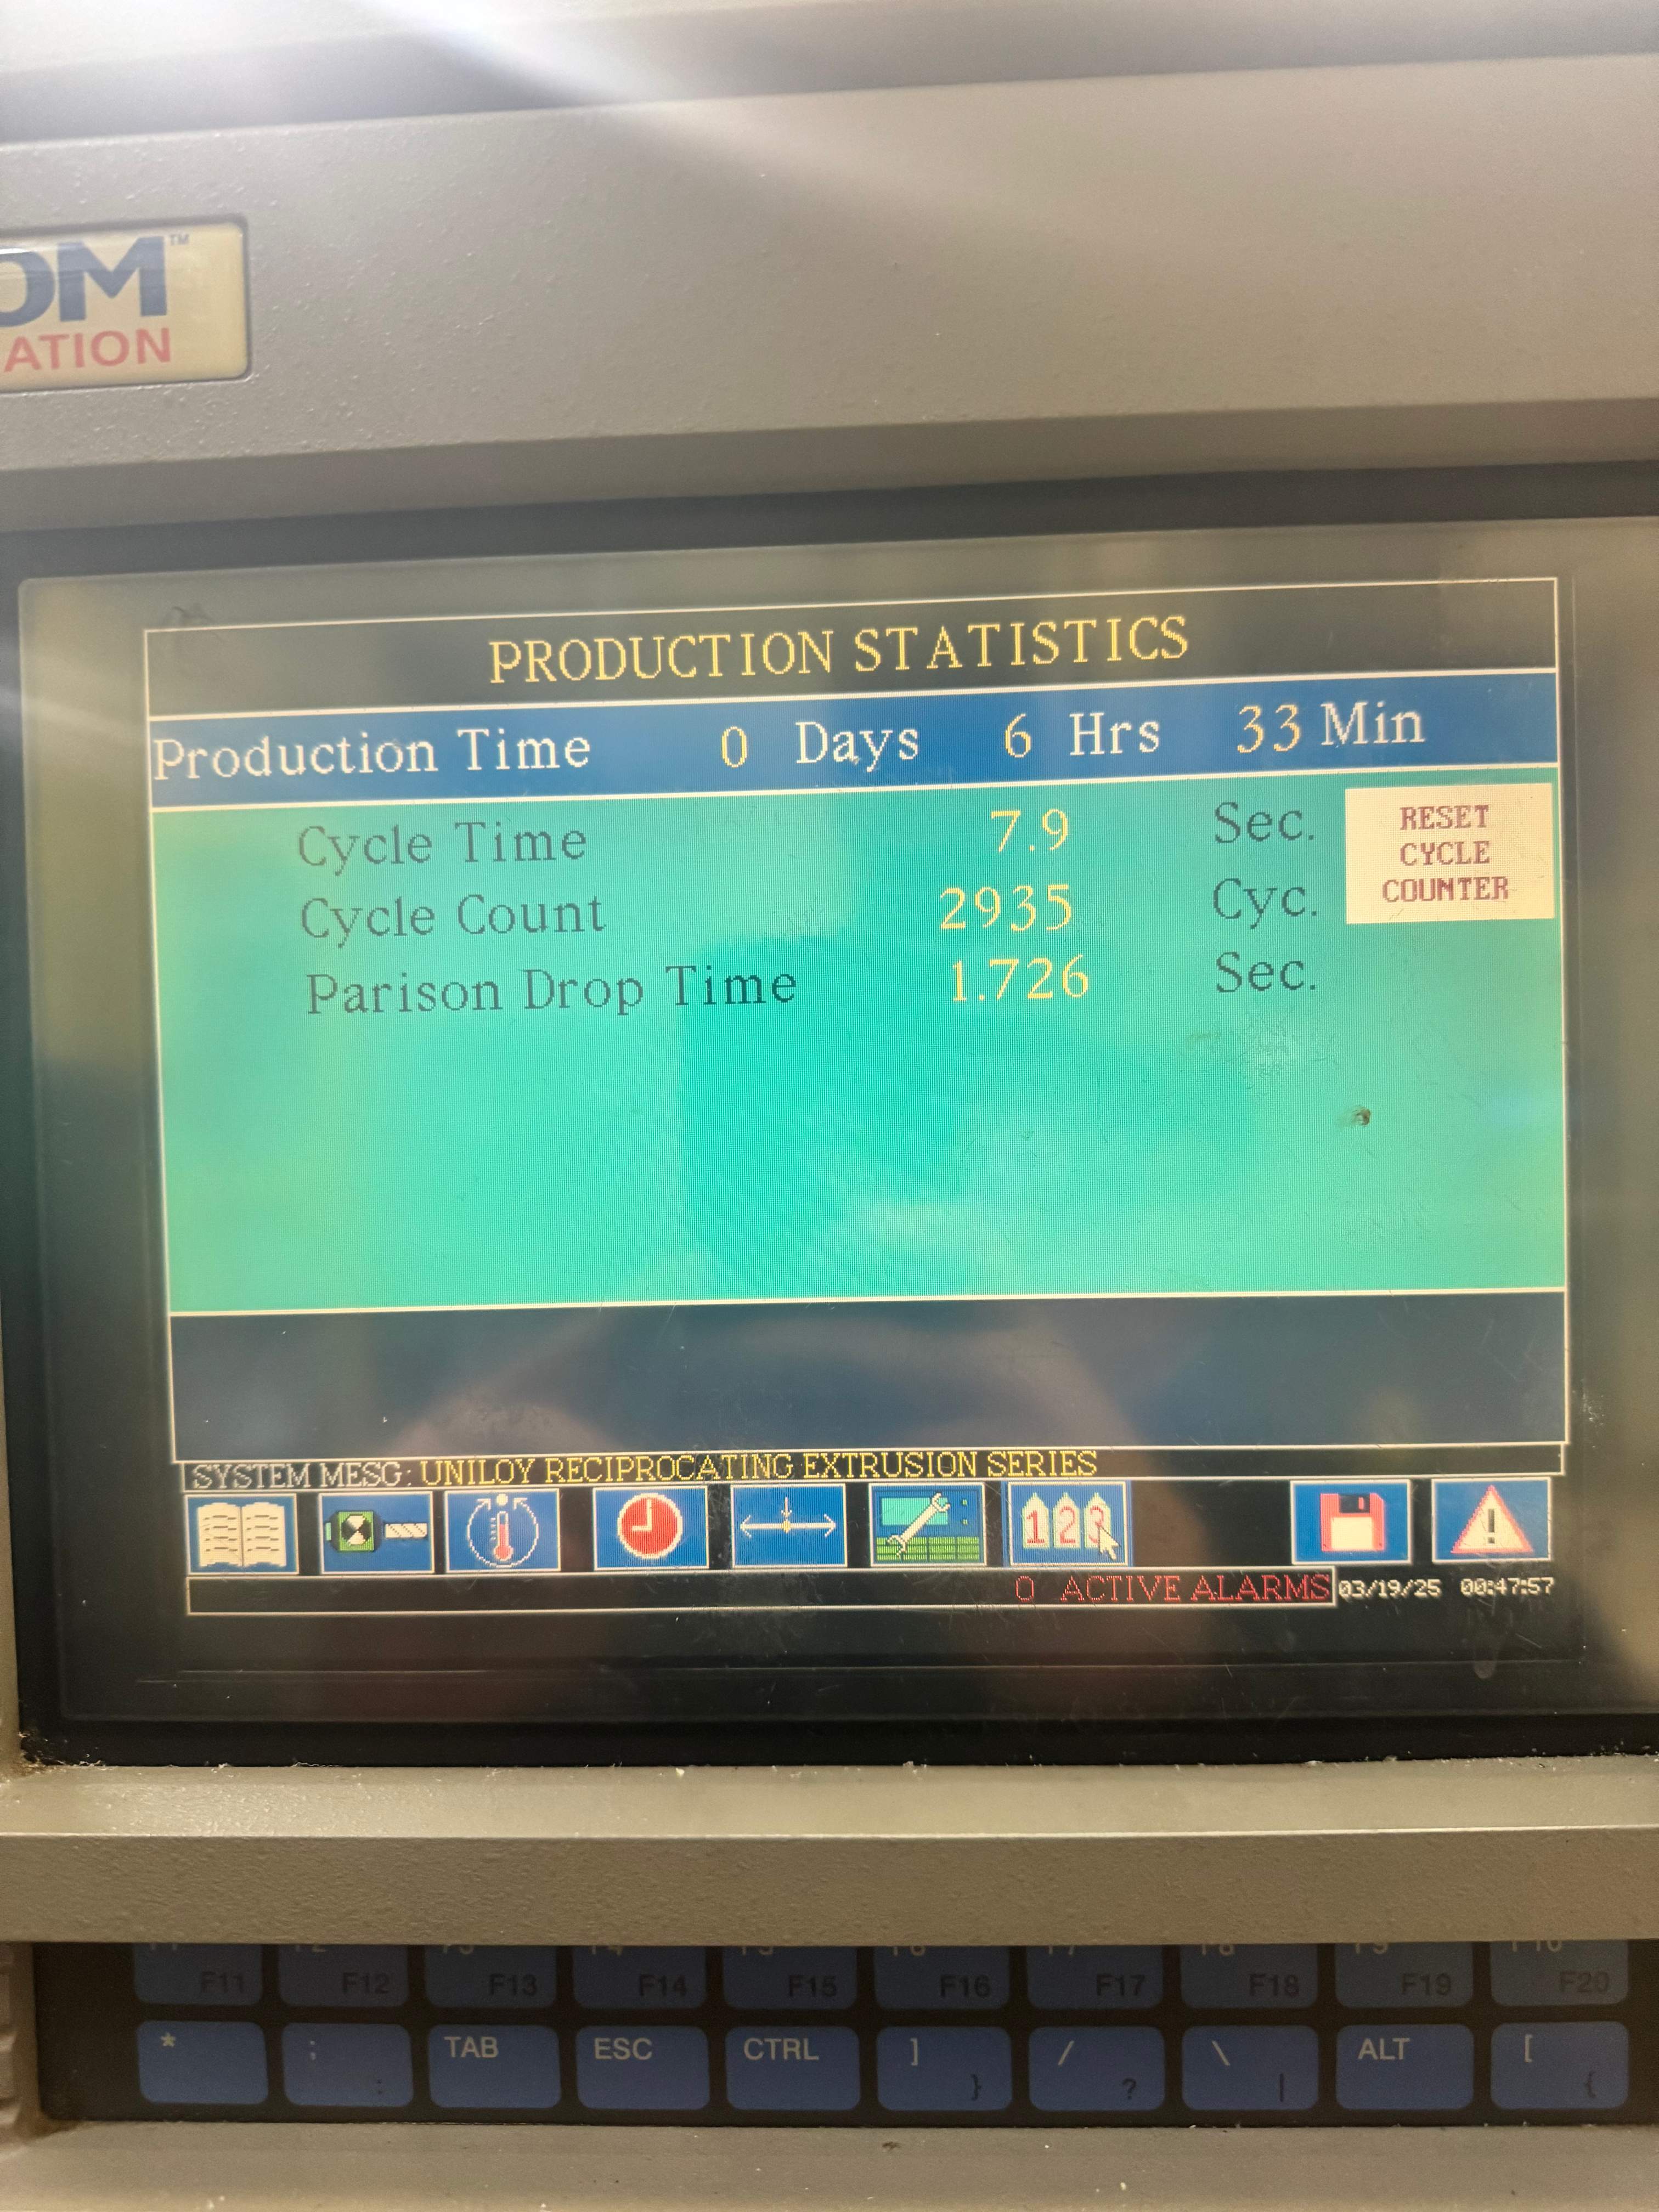 OM™
ATION
PRODUCTION STATISTICS
Production Time 0 Days 6 Hrs 33 Min
Cycle Time 7.9 Sec.
Cycle Count 2935 Cyc.
Parison Drop Time 1.726 Sec.
RESET
CYCLE
COUNTER
SYSTEM MESG: UNILOY RECIPROCATING EXTRUSION SERIES
123
0 ACTIVE ALARMS 03/19/25 00:47:57
F11 F12 F13 F14 F15 F16 F17 F18 F19 F20
* ; : TAB ESC CTRL ] } / ? \ | ALT [ {